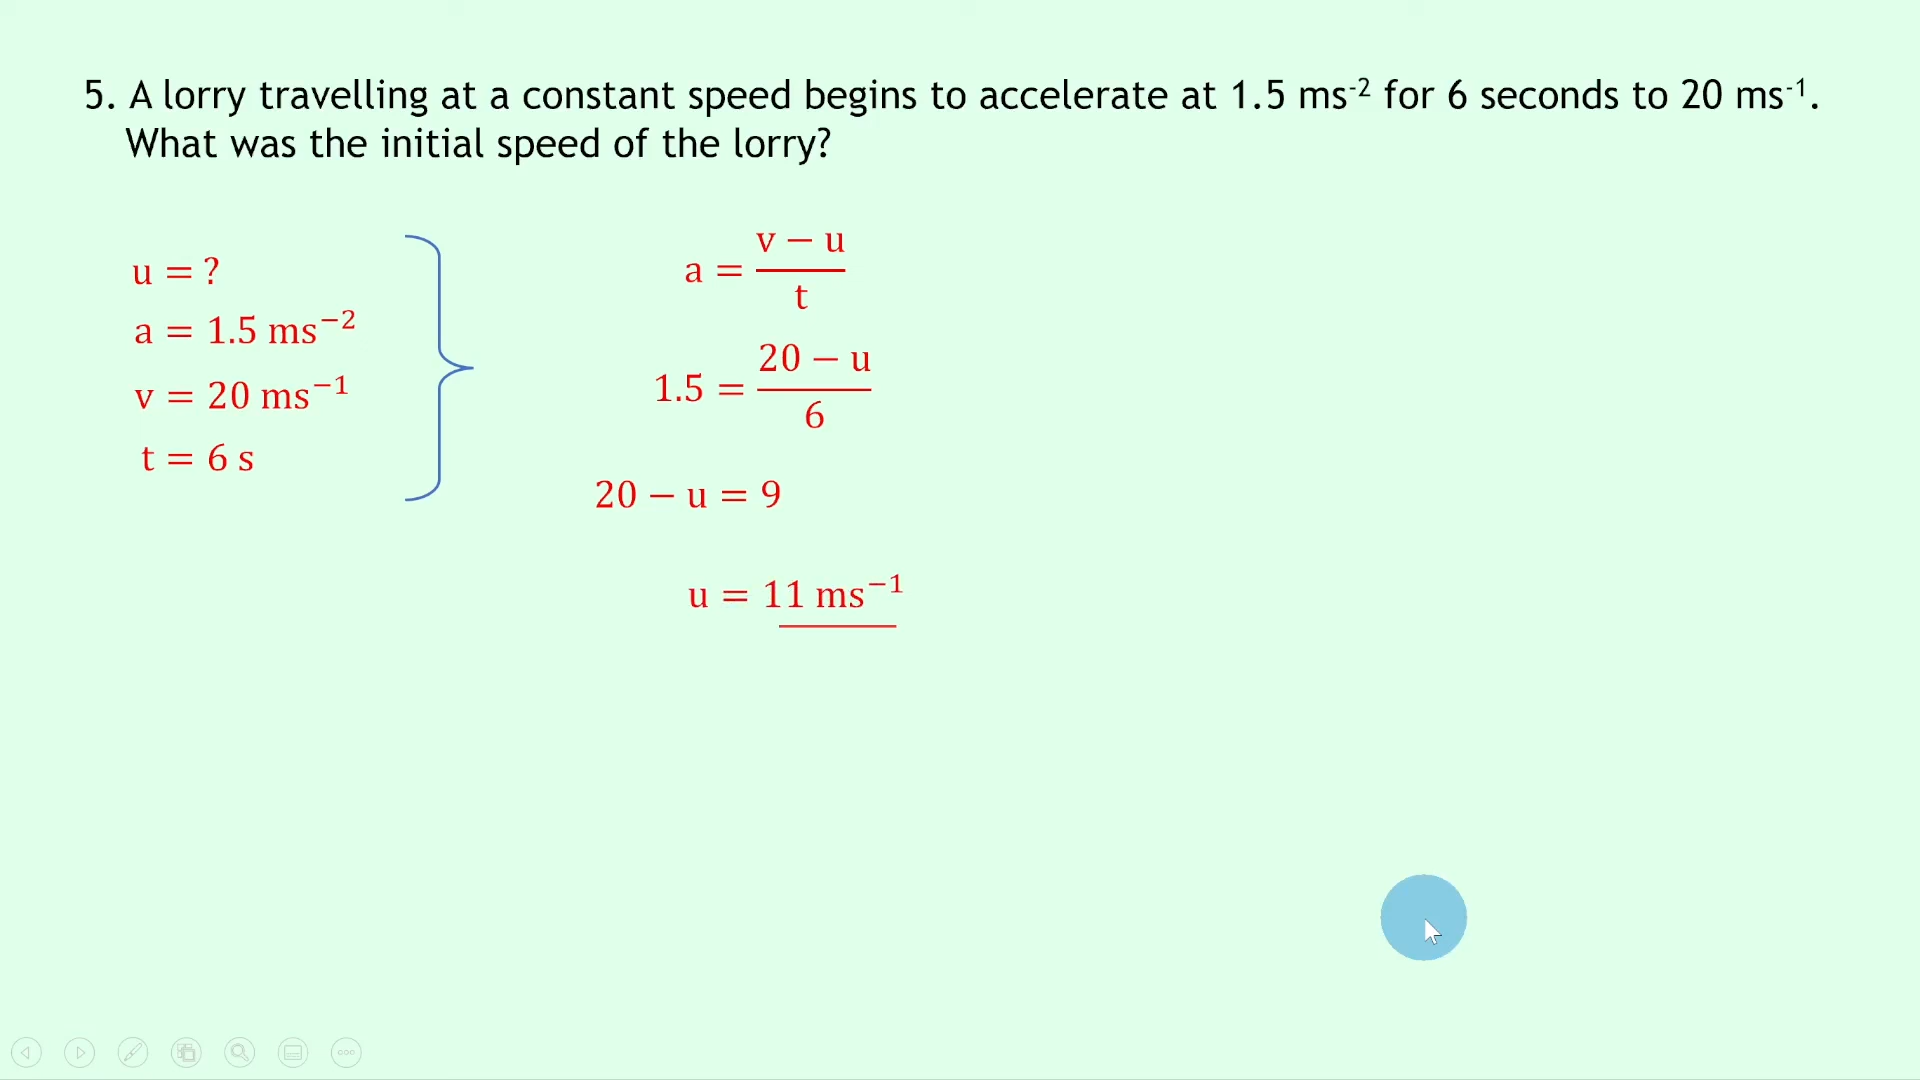 5. A lorry travelling at a constant speed begins to accelerate at 1.5 ms⁻² for 6 seconds to 20 ms⁻¹.
What was the initial speed of the lorry?
u = ?
a = 1.5 ms⁻²
v = 20 ms⁻¹
t = 6 s
a = (v − u)/t
1.5 = (20 − u)/6
20 − u = 9
u = 11 ms⁻¹